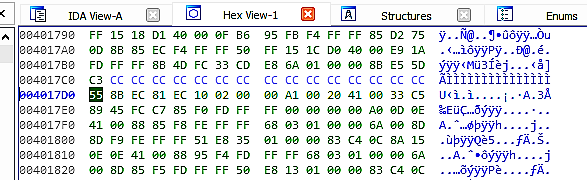 IDA View-A Hex View-1 Structures Enums
00401790 FF 15 18 D1 40 00 0F B6 95 FB F4 FF FF 85 D2 75
004017A0 0D 8B 85 EC F4 FF FF 50 FF 15 1C D0 40 00 E9 1A
004017B0 FD FF FF 8B 4D FC 33 CD E8 6A 01 00 00 8B E5 5D
004017C0 C3 CC CC CC CC CC CC CC CC CC CC CC CC CC CC CC
004017D0 55 8B EC 81 EC 10 02 00 00 A1 00 20 41 00 33 C5
004017E0 89 45 FC C7 85 F0 FD FF FF 00 00 00 00 A0 0D 0E
004017F0 41 00 88 85 F8 FE FF FF 68 03 01 00 00 6A 00 8D
00401800 8D F9 FE FF FF 51 E8 35 01 00 00 83 C4 0C 8A 15
00401810 0E 0E 41 00 88 95 F4 FD FF FF 68 03 01 00 00 6A
00401820 00 8D 85 F5 FD FF FF 50 E8 13 01 00 00 83 C4 0C